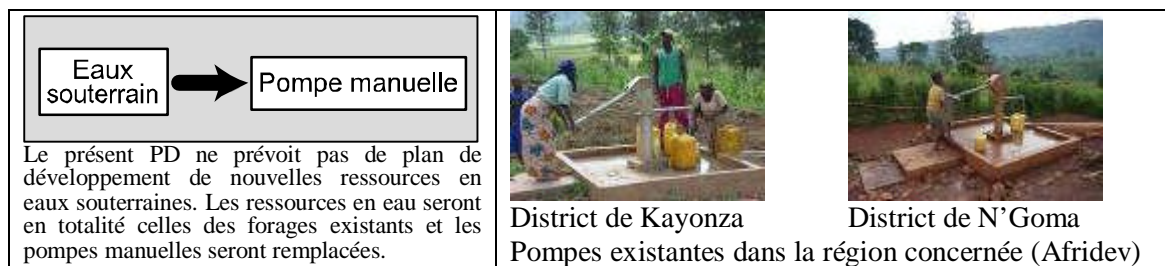 Eaux
souterrain
Pompe manuelle
Le présent PD ne prévoit pas de plan de
développement de nouvelles ressources en
eaux souterraines. Les ressources en eau seront
en totalité celles des forages existants et les
pompes manuelles seront remplacées.
District de Kayonza
District de N’Goma
Pompes existantes dans la région concernée (Afridev)